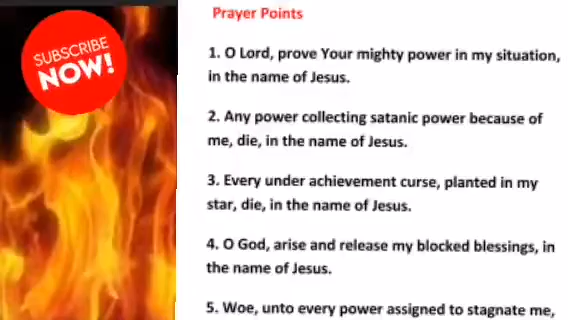 SUBSCRIBE
NOW!
Prayer Points
1. O Lord, prove Your mighty power in my situation,
in the name of Jesus.
2. Any power collecting satanic power because of
me, die, in the name of Jesus.
3. Every under achievement curse, planted in my
star, die, in the name of Jesus.
4. O God, arise and release my blocked blessings, in
the name of Jesus.
5. Woe, unto every power assigned to stagnate me,